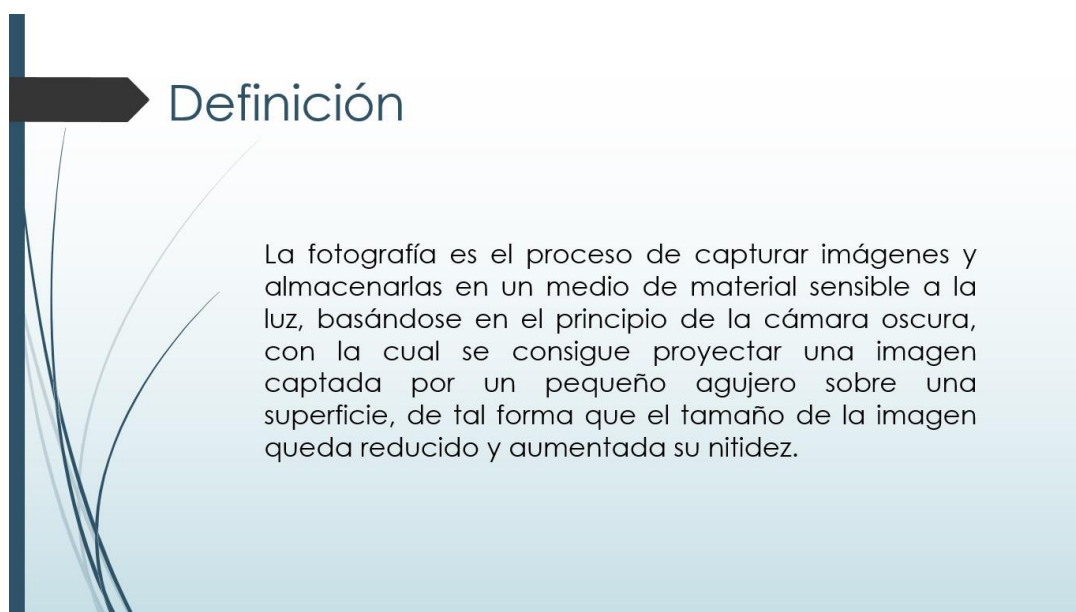 Definición
La fotografía es el proceso de capturar imágenes y
almacenarlas en un medio de material sensible a la
luz, basándose en el principio de la cámara oscura,
con la cual se consigue proyectar una imagen
captada por un pequeño agujero sobre una
superficie, de tal forma que el tamaño de la imagen
queda reducido y aumentada su nitidez.